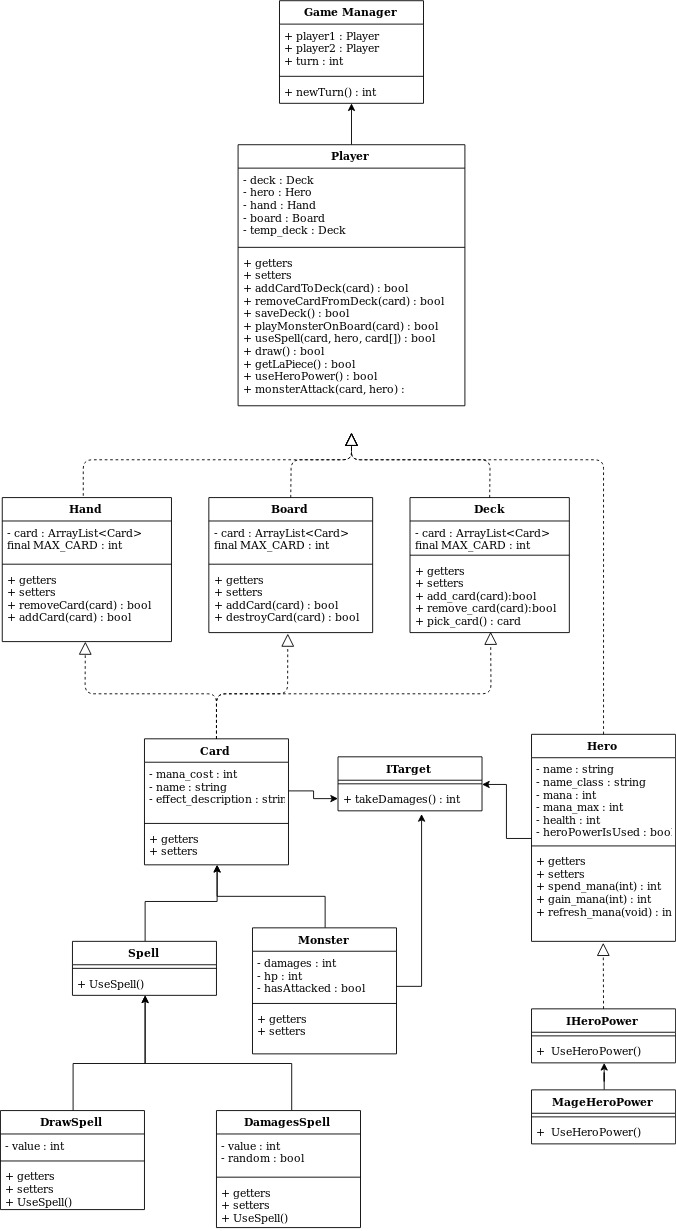 Game Manager
+ player1 : Player
+ player2 : Player
+ turn : int
+ newTurn() : int
Player
- deck : Deck
- hero : Hero
- hand : Hand
- board : Board
- temp_deck : Deck
+ getters
+ setters
+ addCardToDeck(card) : bool
+ removeCardFromDeck(card) : bool
+ saveDeck() : bool
+ playMonsterOnBoard(card) : bool
+ useSpell(card, hero, card[]) : bool
+ draw() : bool
+ getLaPiece() : bool
+ useHeroPower() : bool
+ monsterAttack(card, hero) :
Hand
- card : ArrayList<Card>
final MAX_CARD : int
+ getters
+ setters
+ removeCard(card) : bool
+ addCard(card) : bool
Board
- card : ArrayList<Card>
final MAX_CARD : int
+ getters
+ setters
+ addCard(card) : bool
+ destroyCard(card) : bool
Deck
- card : ArrayList<Card>
final MAX_CARD : int
+ getters
+ setters
+ add_card(card):bool
+ remove_card(card):bool
+ pick_card() : card
Card
- mana_cost : int
- name : string
- effect_description : strin
+ getters
+ setters
ITarget
+ takeDamages() : int
Hero
- name : string
- name_class : string
- mana : int
- mana_max : int
- health : int
- heroPowerIsUsed : bool
+ getters
+ setters
+ spend_mana(int) : int
+ gain_mana(int) : int
+ refresh_mana(void) : in
Spell
+ UseSpell()
Monster
- damages : int
- hp : int
- hasAttacked : bool
+ getters
+ setters
IHeroPower
+ UseHeroPower()
MageHeroPower
+ UseHeroPower()
DrawSpell
- value : int
+ getters
+ setters
+ UseSpell()
DamagesSpell
- value : int
- random : bool
+ getters
+ setters
+ UseSpell()